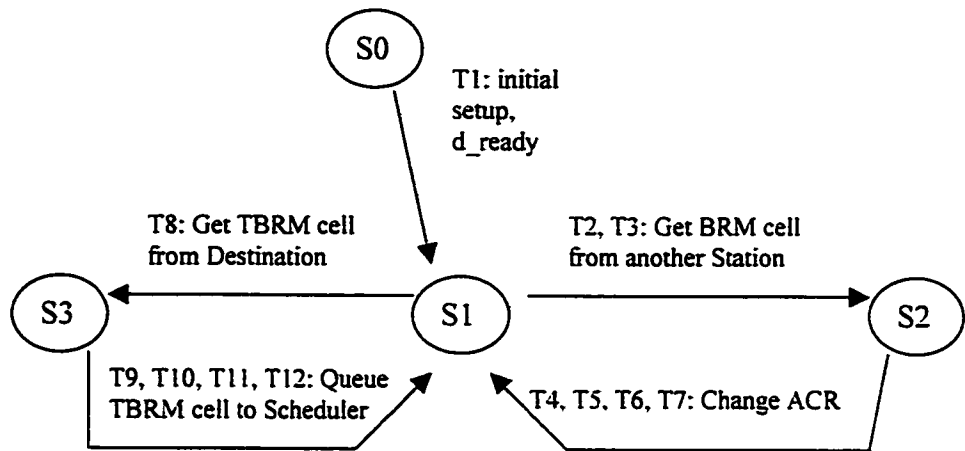 S0
T1: initial
setup,
d_ready
T8: Get TBRM cell
from Destination
T2, T3: Get BRM cell
from another Station
S3
S1
S2
T9, T10, T11, T12: Queue
TBRM cell to Scheduler
T4, T5, T6, T7: Change ACR